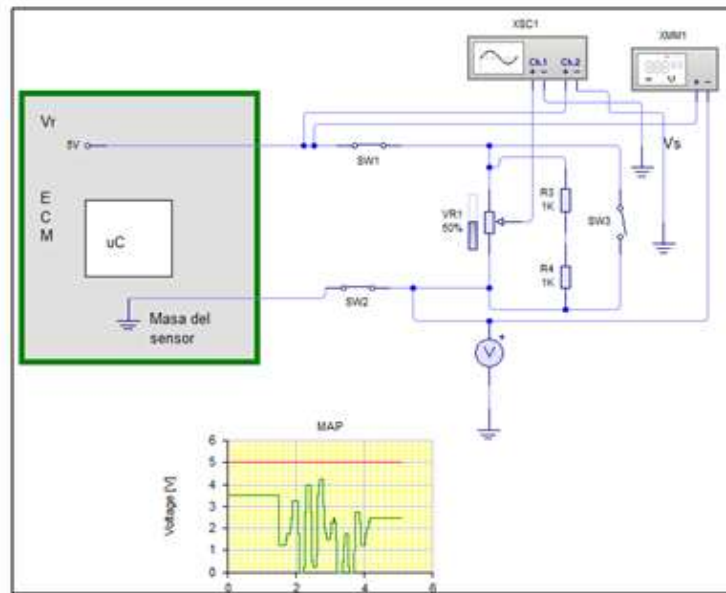 XSC1
XMM1
Ch.1 Ch.2
+ − + −
+ −
Vr
5V
SW1
Vs
E
C
M
uC
VR1
50%
R3
1K
SW3
R4
1K
SW2
Masa del
sensor
+
V
MAP
Voltage [V]
6
5
4
3
2
1
0
0 2 4 6